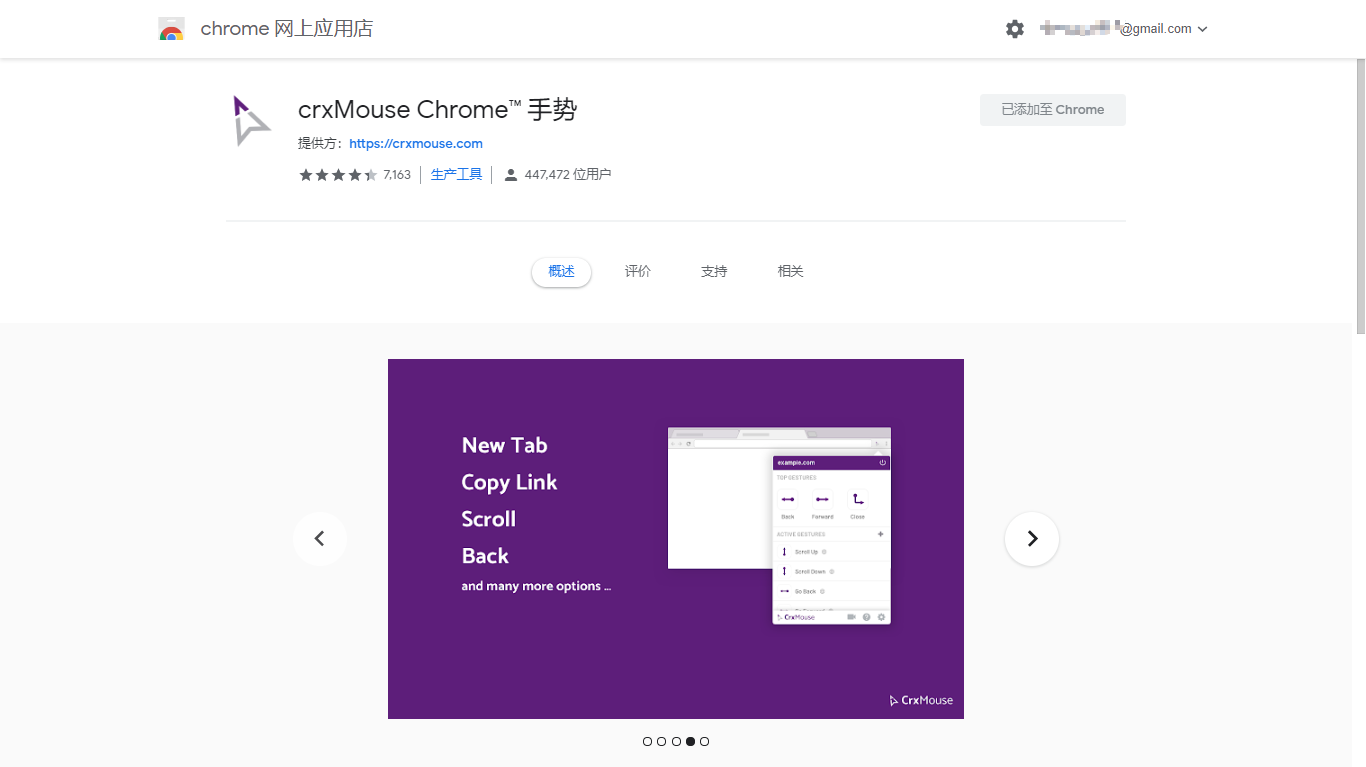 chrome 网上应用店
@gmail.com
crxMouse Chrome™ 手势
已添加至 Chrome
提供方： https://crxmouse.com
7,163 生产工具 447,472 位用户
概述 评价 支持 相关
New Tab
Copy Link
Scroll
Back
and many more options ...
example.com
TOP GESTURES
Back Forward Close
ACTIVE GESTURES
Scroll Up
Scroll Down
Go Back
CrxMouse
CrxMouse